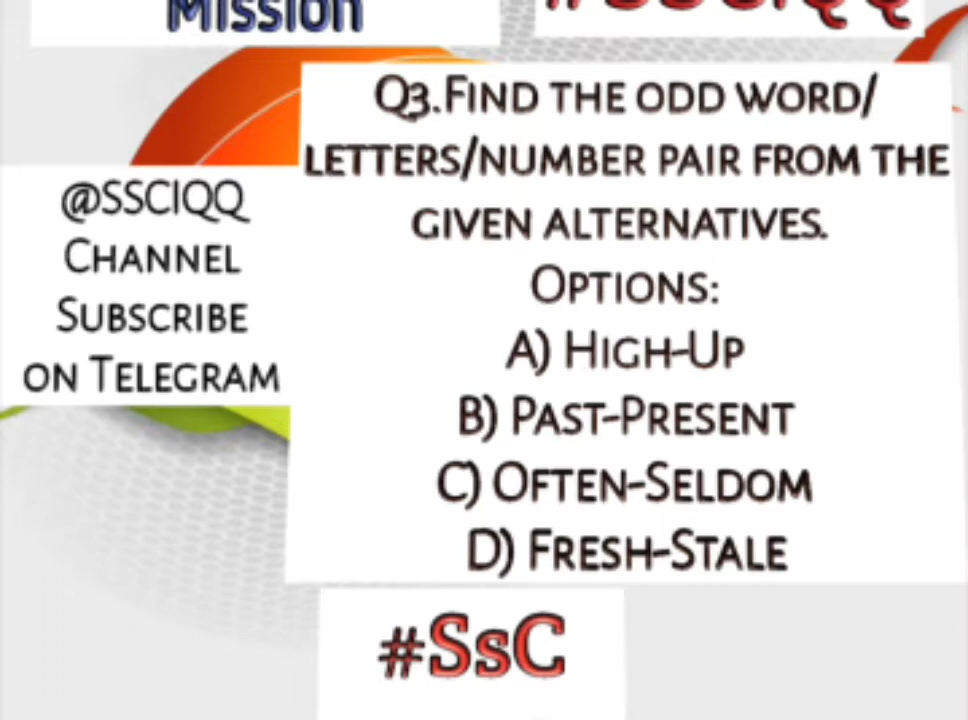 Mission
#SSCIQQ
Q3.Find the odd word/
letters/number pair from the
given alternatives.
Options:
A) High-Up
B) Past-Present
C) Often-Seldom
D) Fresh-Stale
@SSCIQQ
Channel
Subscribe
on Telegram
#SsC